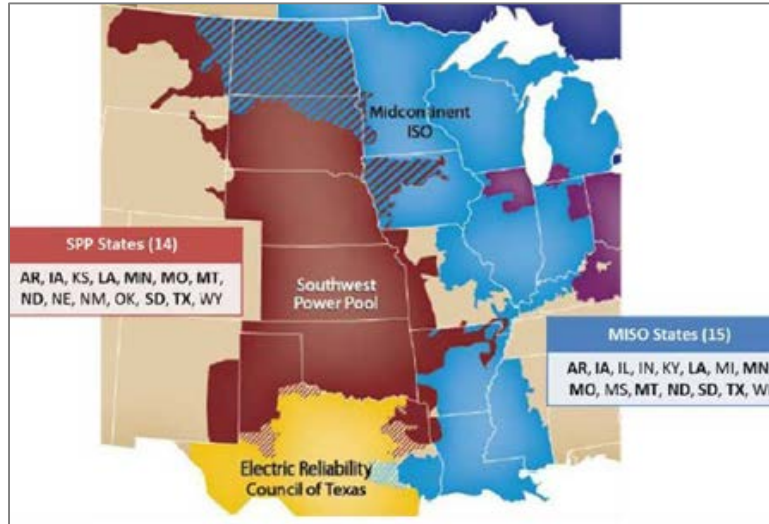 Midcontinent
ISO
SPP States (14)
AR, IA, KS, LA, MN, MO, MT,
ND, NE, NM, OK, SD, TX, WY
Southwest
Power Pool
MISO States (15)
AR, IA, IL, IN, KY, LA, MI, MN
MO, MS, MT, ND, SD, TX, W
Electric Reliability
Council of Texas